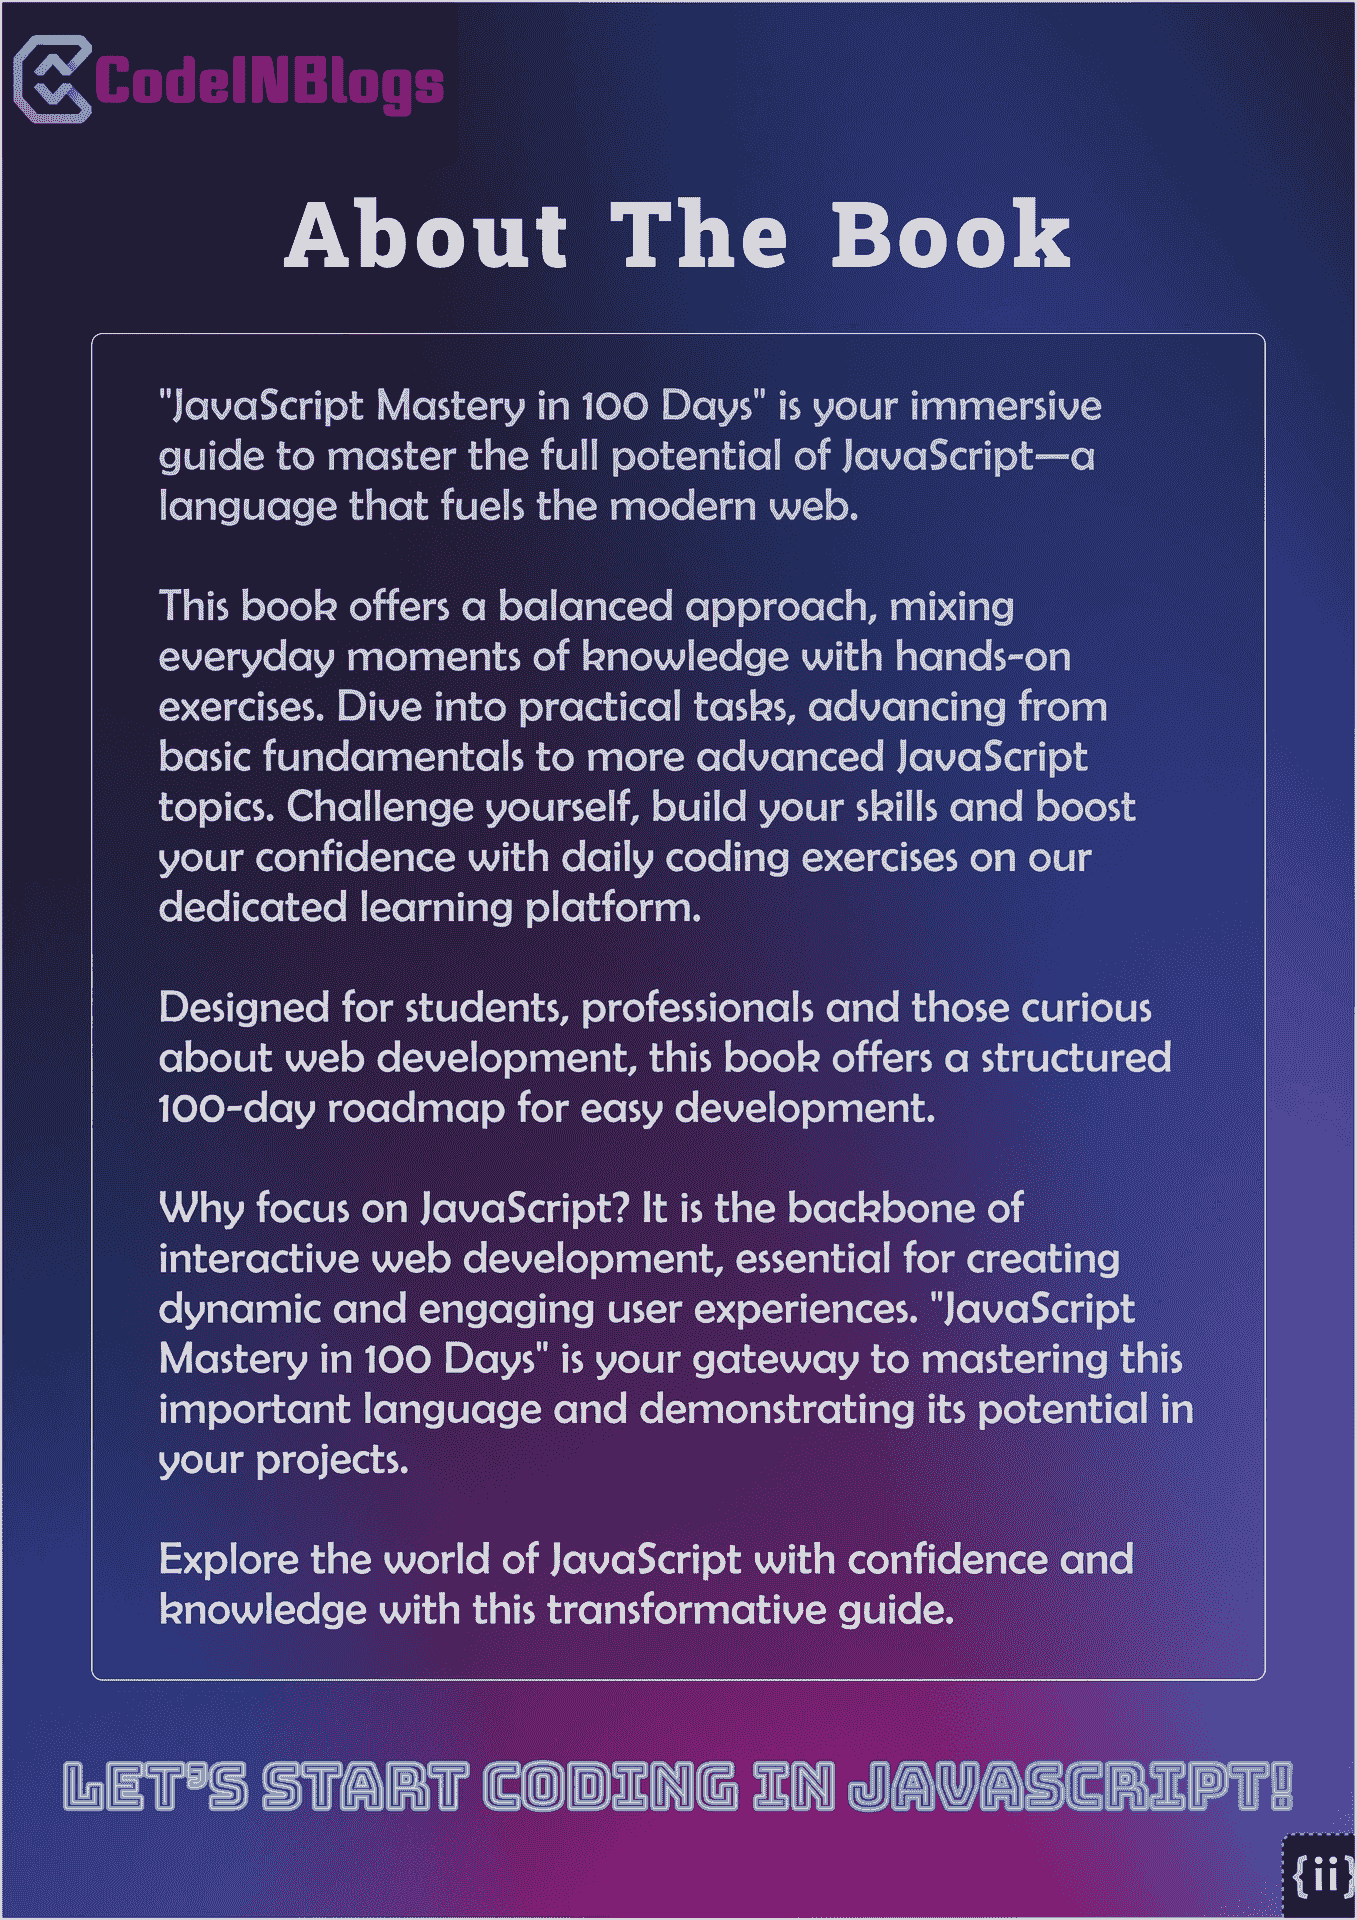 CodeINBlogs
About The Book
"JavaScript Mastery in 100 Days" is your immersive
guide to master the full potential of JavaScript—a
language that fuels the modern web.
This book offers a balanced approach, mixing
everyday moments of knowledge with hands-on
exercises. Dive into practical tasks, advancing from
basic fundamentals to more advanced JavaScript
topics. Challenge yourself, build your skills and boost
your confidence with daily coding exercises on our
dedicated learning platform.
Designed for students, professionals and those curious
about web development, this book offers a structured
100-day roadmap for easy development.
Why focus on JavaScript? It is the backbone of
interactive web development, essential for creating
dynamic and engaging user experiences. "JavaScript
Mastery in 100 Days" is your gateway to mastering this
important language and demonstrating its potential in
your projects.
Explore the world of JavaScript with confidence and
knowledge with this transformative guide.
LET'S START CODING IN JAVASCRIPT!
{ii}